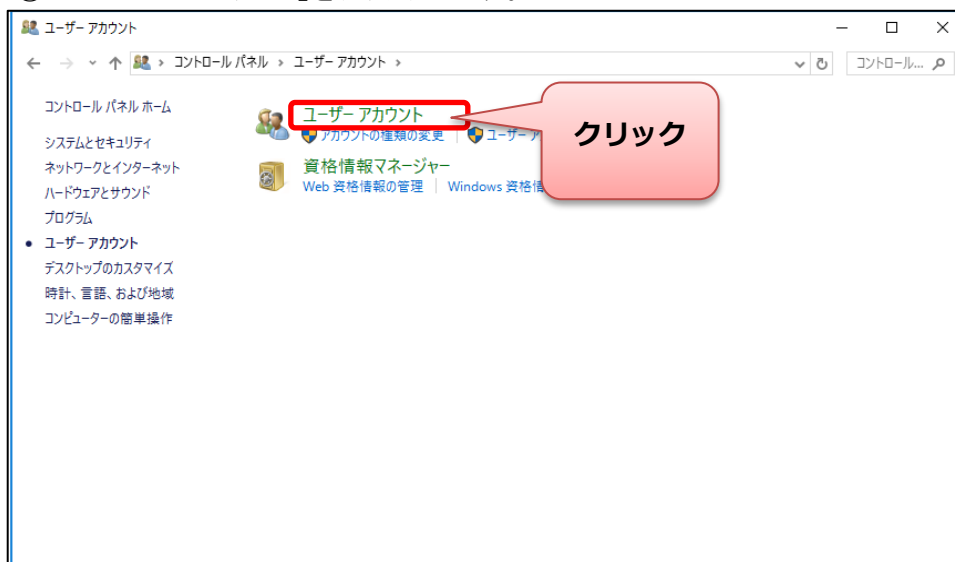 ユーザー アカウント
コントロール パネル › ユーザー アカウント ›
コントロール...
コントロール パネル ホーム
システムとセキュリティ
ネットワークとインターネット
ハードウェアとサウンド
プログラム
ユーザー アカウント
デスクトップのカスタマイズ
時計、言語、および地域
コンピューターの簡単操作
ユーザー アカウント
アカウントの種類の変更 ユーザー ア
資格情報マネージャー
Web 資格情報の管理 Windows 資格情
クリック